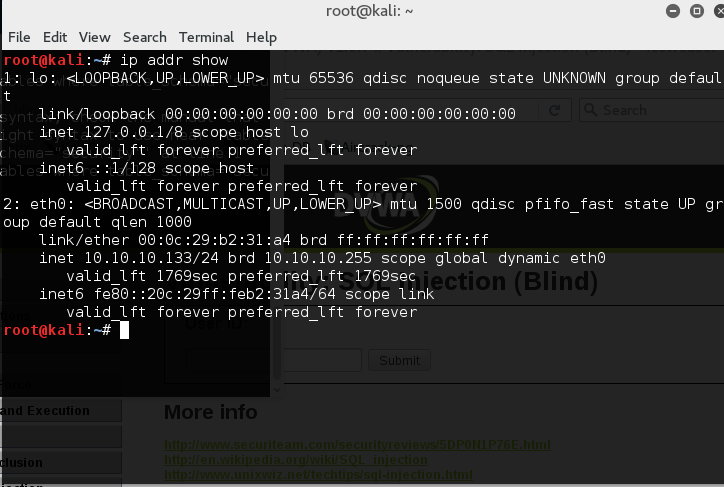 root@kali: ~
File Edit View Search Terminal Help
root@kali:~# ip addr show
1: lo: <LOOPBACK,UP,LOWER_UP> mtu 65536 qdisc noqueue state UNKNOWN group defaul
t
    link/loopback 00:00:00:00:00:00 brd 00:00:00:00:00:00
    inet 127.0.0.1/8 scope host lo
       valid_lft forever preferred_lft forever
    inet6 ::1/128 scope host
       valid_lft forever preferred_lft forever
2: eth0: <BROADCAST,MULTICAST,UP,LOWER_UP> mtu 1500 qdisc pfifo_fast state UP gr
oup default qlen 1000
    link/ether 00:0c:29:b2:31:a4 brd ff:ff:ff:ff:ff:ff
    inet 10.10.10.133/24 brd 10.10.10.255 scope global dynamic eth0
       valid_lft 1769sec preferred_lft 1769sec
    inet6 fe80::20c:29ff:feb2:31a4/64 scope link
       valid_lft forever preferred_lft forever
root@kali:~#
Search
DVWA
SQL Injection (Blind)
User ID
Submit
and Execution
More info
http://www.securiteam.com/securityreviews/5DP0N1P76E.html
http://en.wikipedia.org/wiki/SQL_injection
clusion
http://www.unixwiz.net/techtips/sql-injection.html